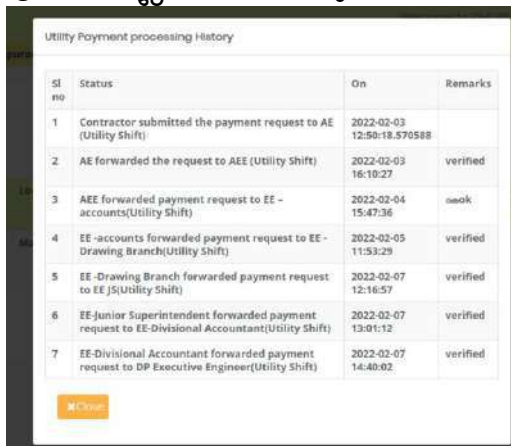 Utility Payment processing History
Sl no Status On Remarks
1 Contractor submitted the payment request to AE (Utility Shift) 2022-02-03 12:50:18.570588
2 AE forwarded the request to AEE (Utility Shift) 2022-02-03 16:10:27 verified
3 AEE forwarded payment request to EE – accounts(Utility Shift) 2022-02-04 15:47:36
4 EE -accounts forwarded payment request to EE - Drawing Branch(Utility Shift) 2022-02-05 11:53:29 verified
5 EE -Drawing Branch forwarded payment request to EE JS(Utility Shift) 2022-02-07 12:16:57 verified
6 EE-Junior Superintendent forwarded payment request to EE-Divisional Accountant(Utility Shift) 2022-02-07 13:01:12 verified
7 EE-Divisional Accountant forwarded payment request to DP Executive Engineer(Utility Shift) 2022-02-07 14:40:02 verified
✖Close